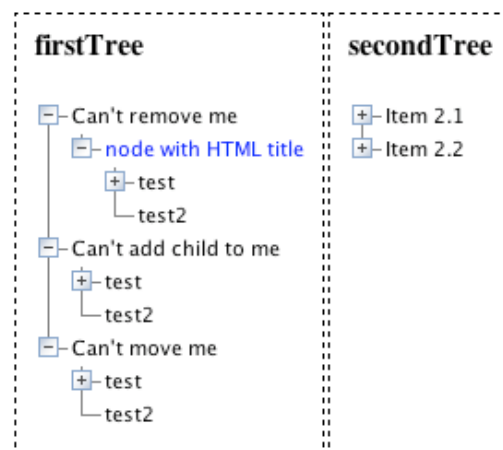 firstTree
Can't remove me
node with HTML title
test
test2
Can't add child to me
test
test2
Can't move me
test
test2
secondTree
Item 2.1
Item 2.2